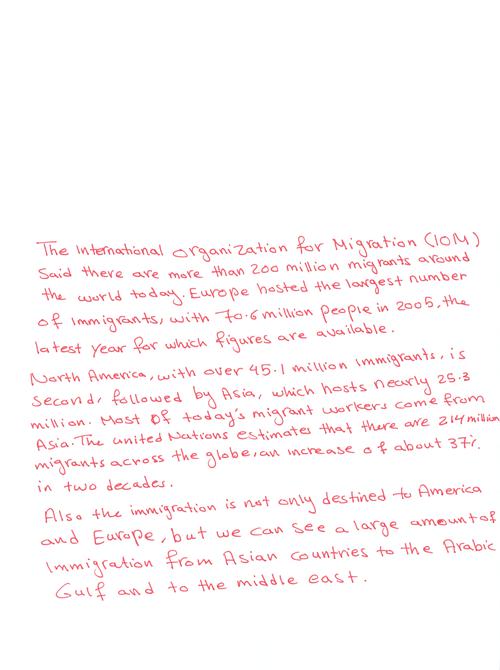 The International organization for Migration (IOM)
Said there are more than 200 million migrants around
the world today. Europe hosted the largest number
of Immigrants, with 70.6 million people in 2005, the
latest year for which figures are available.
North America, with over 45.1 million immigrants, is
second, followed by Asia, which hosts nearly 25.3
million. Most of today's migrant workers come from
Asia. The united Nations estimates that there are 214 million
migrants across the globe, an increase of about 37%
in two decades.
Also the immigration is not only destined to America
and Europe, but we can see a large amount of
Immigration from Asian countries to the Arabic
Gulf and to the middle east.